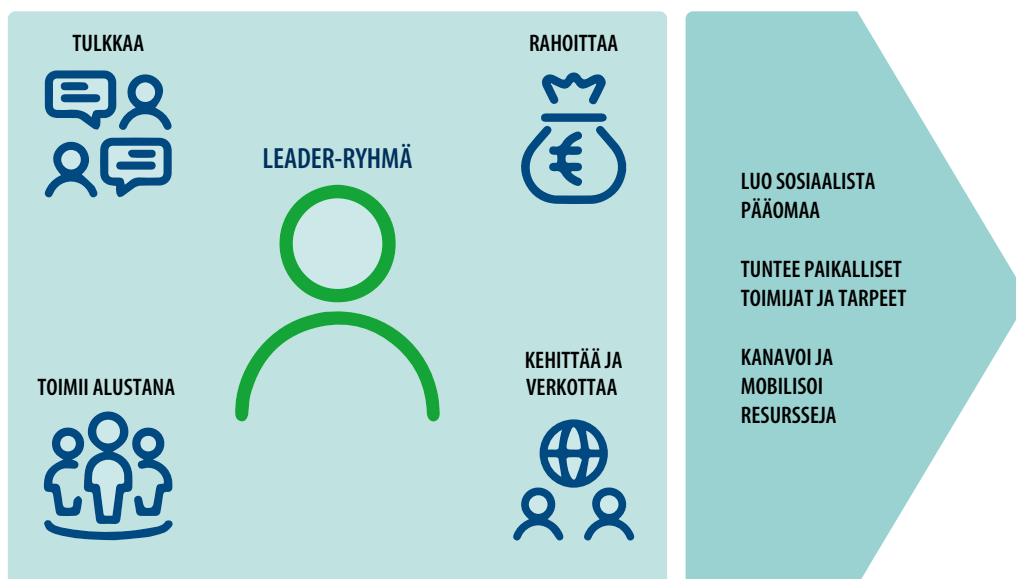 TULKKAA
RAHOITTAA
LEADER-RYHMÄ
TOIMII ALUSTANA
KEHITTÄÄ JA
VERKOTTAA
LUO SOSIAALISTA
PÄÄOMAA
TUNTEE PAIKALLISET
TOIMIJAT JA TARPEET
KANAVOI JA
MOBILISOI
RESURSSEJA